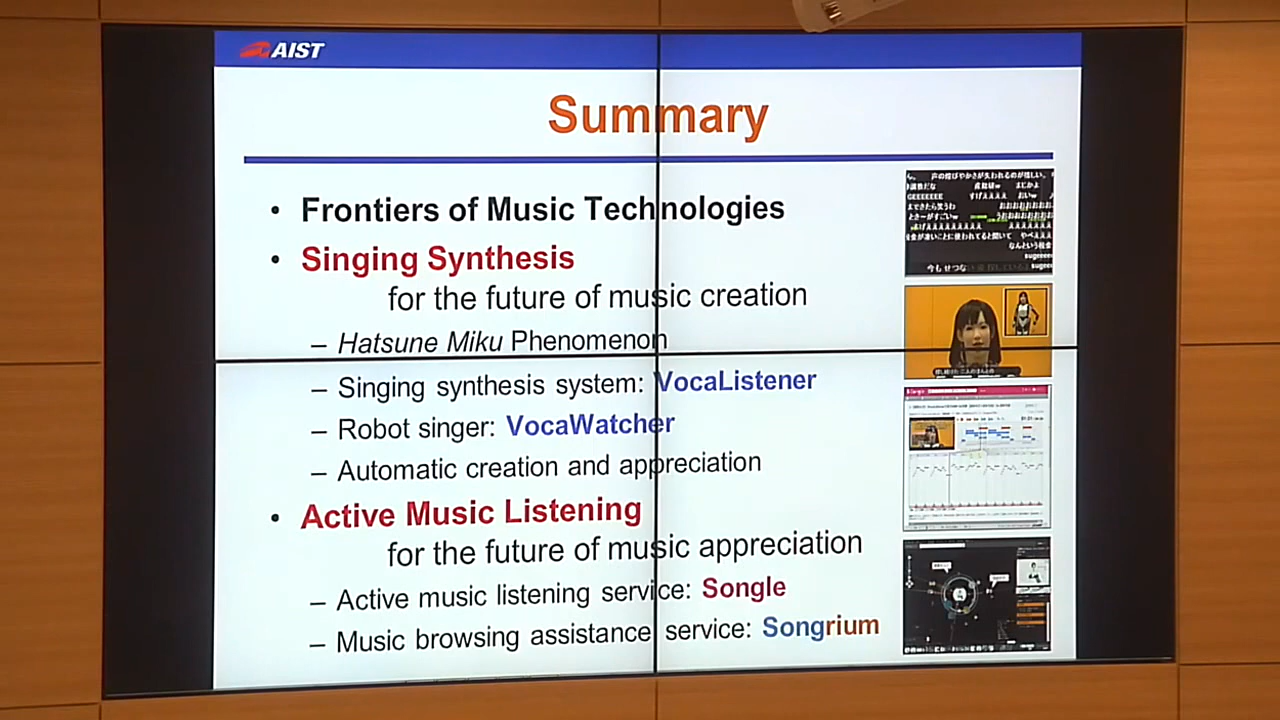 AIST
Summary
• Frontiers of Music Technologies
• Singing Synthesis
for the future of music creation
– Hatsune Miku Phenomenon
– Singing synthesis system: VocaListener
– Robot singer: VocaWatcher
– Automatic creation and appreciation
• Active Music Listening
for the future of music appreciation
– Active music listening service: Songle
– Music browsing assistance service: Songrium